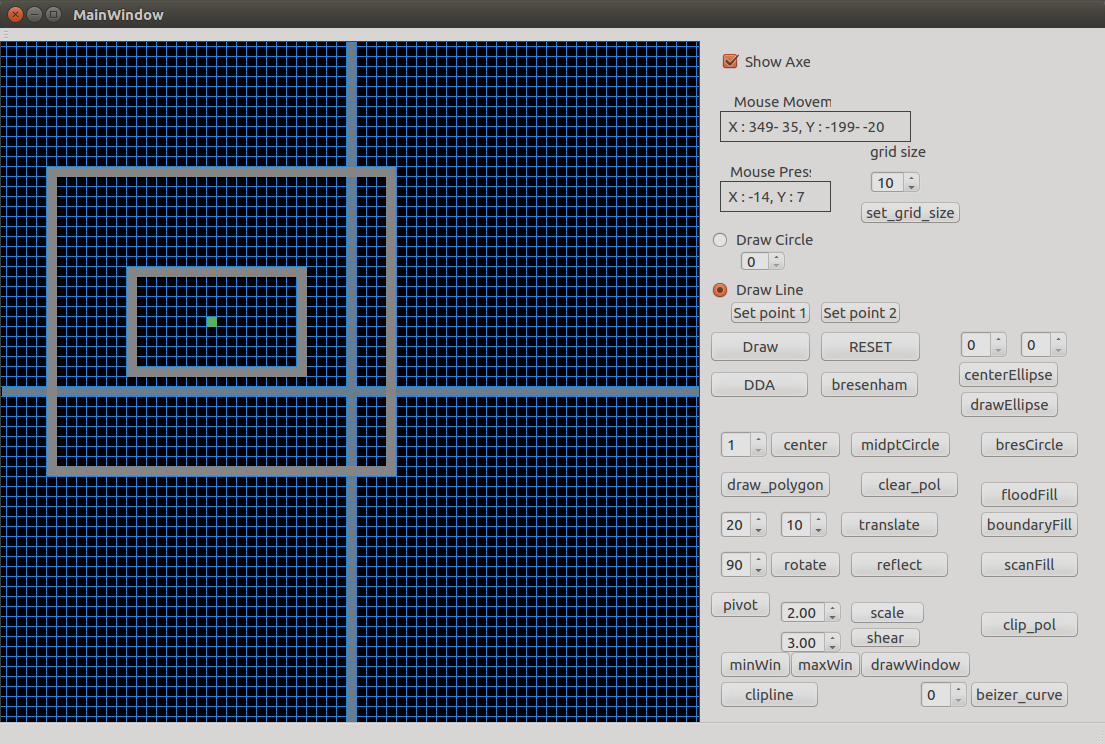 MainWindow
Show Axe
Mouse Movem
X : 349- 35, Y : -199- -20
grid size
Mouse Press
10
X : -14, Y : 7
set_grid_size
Draw Circle
0
Draw Line
Set point 1 Set point 2
Draw RESET 0 0
DDA bresenham centerEllipse
drawEllipse
1 center midptCircle bresCircle
draw_polygon clear_pol floodFill
20 10 translate boundaryFill
90 rotate reflect scanFill
pivot 2.00 scale clip_pol
3.00 shear
minWin maxWin drawWindow
clipline 0 beizer_curve